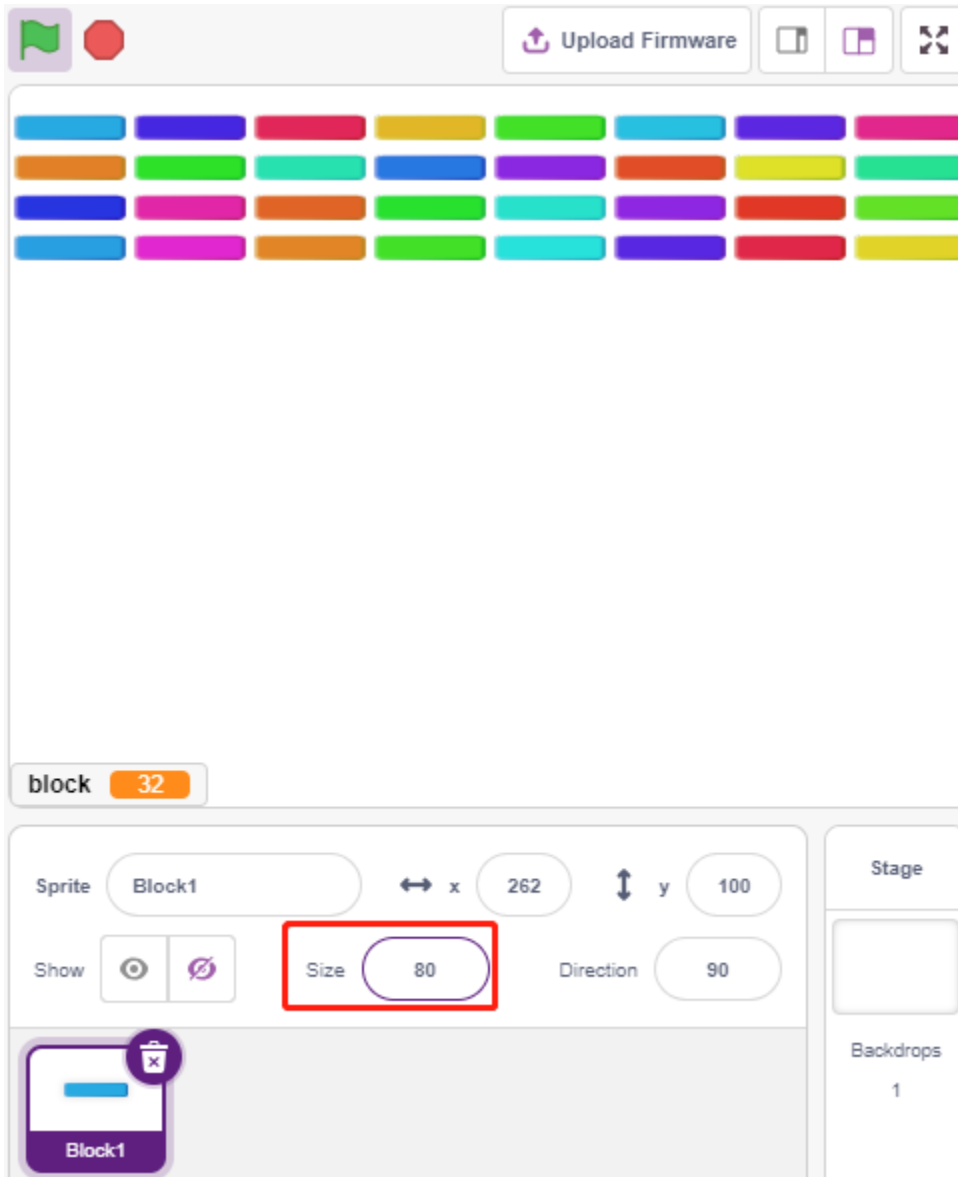 Upload Firmware
block 32
Sprite Block1 x 262 y 100
Show Size 80 Direction 90
Stage
Backdrops
1
Block1